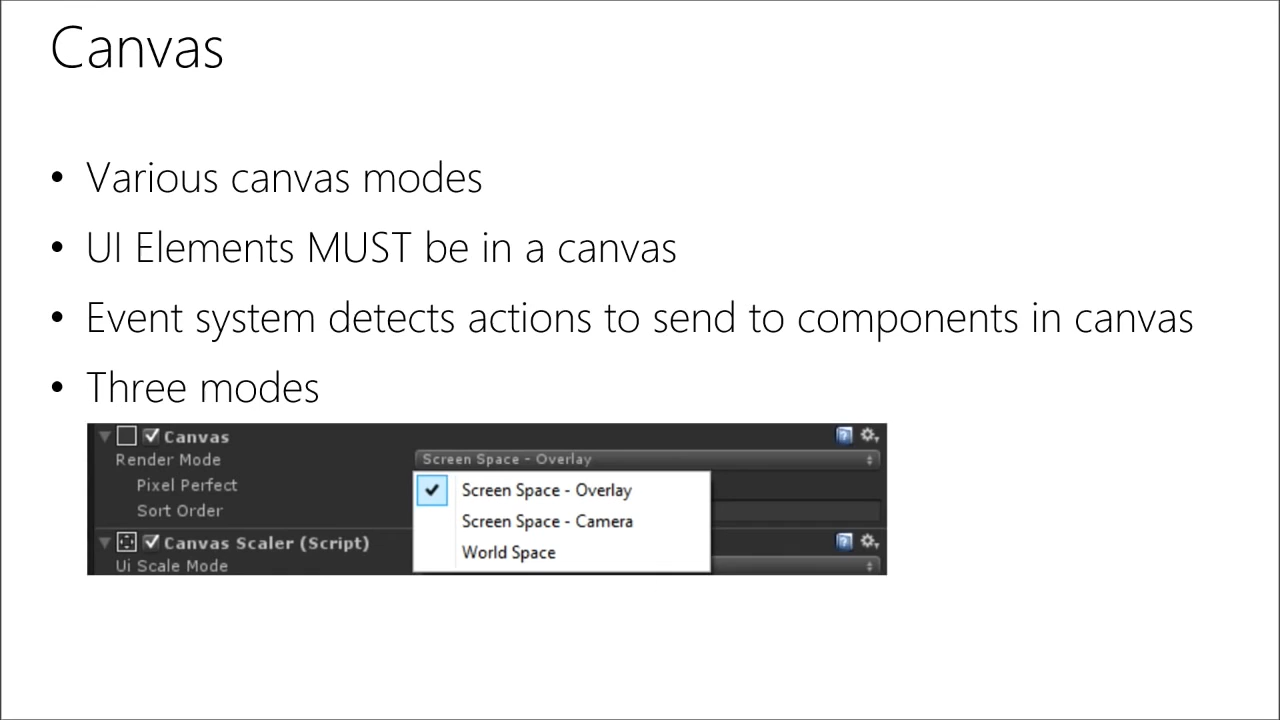 Canvas
• Various canvas modes
• UI Elements MUST be in a canvas
• Event system detects actions to send to components in canvas
• Three modes
Canvas
Render Mode Screen Space - Overlay
Pixel Perfect Screen Space - Overlay
Sort Order Screen Space - Camera
Canvas Scaler (Script) World Space
Ui Scale Mode